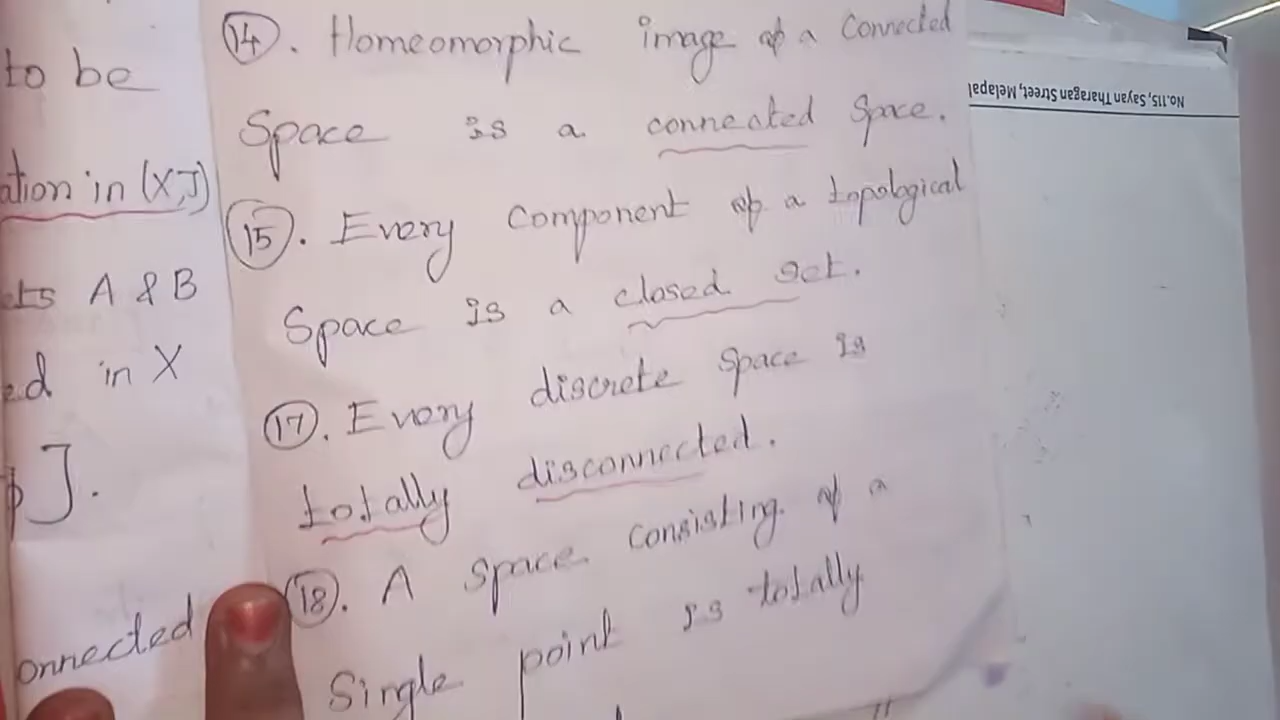 to be
ation in (X,J)
ets A & B
ed in X
J.
onnected
14. Homeomorphic image of a connected
Space is a connected Space.
15. Every component of a topological
Space is a closed set.
17. Every discrete space is
totally disconnected.
18. A space consisting of a
Single point is totally
No.115, Sayan Tharagan Street, Melapal